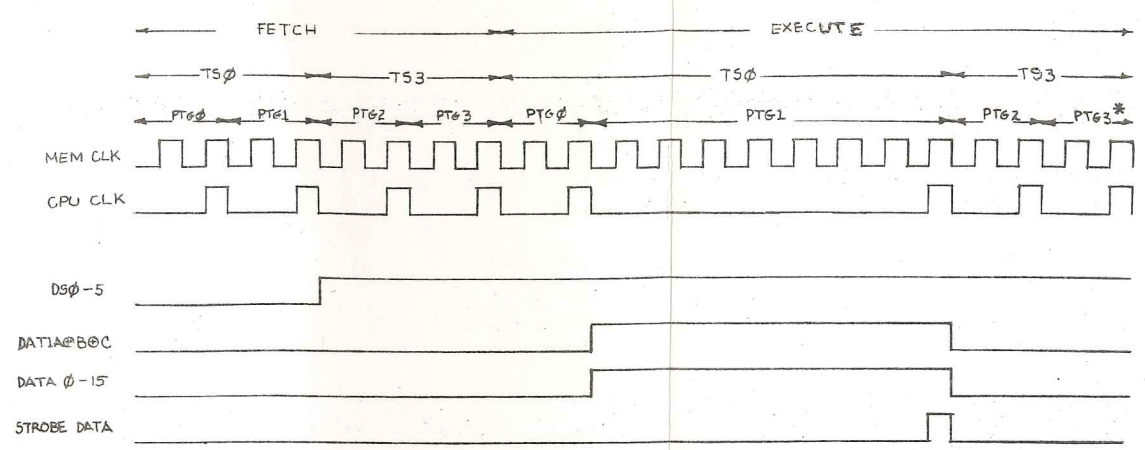 FETCH EXECUTE
TSØ TS3 TSØ TS3
PTGØ PTG1 PTG2 PTG3 PTGØ PTG1 PTG2 PTG3*
MEM CLK
CPU CLK
DSØ-5
DATIA⊕B⊕C
DATA Ø-15
STROBE DATA